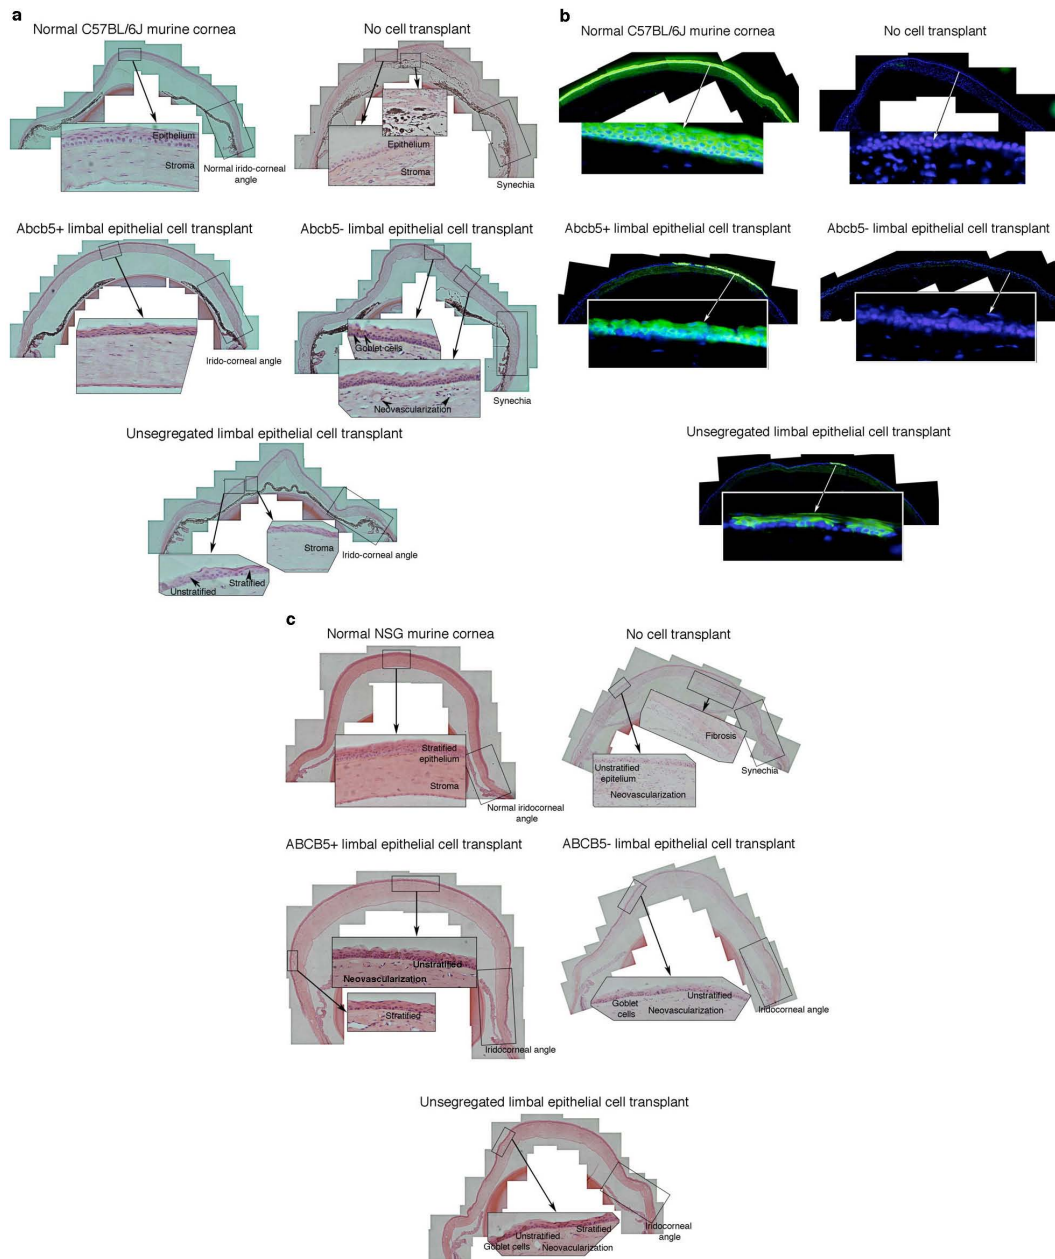 a
Normal C57BL/6J murine cornea
Epithelium
Stroma
Normal irido-corneal
angle
No cell transplant
Epithelium
Stroma
Synechia
Abcb5+ limbal epithelial cell transplant
Irido-corneal angle
Abcb5- limbal epithelial cell transplant
Goblet cells
Neovascularization
Synechia
Unsegregated limbal epithelial cell transplant
Stroma
Irido-corneal angle
Unstratified
Stratified
b
Normal C57BL/6J murine cornea
No cell transplant
Abcb5+ limbal epithelial cell transplant
Abcb5- limbal epithelial cell transplant
Unsegregated limbal epithelial cell transplant
c
Normal NSG murine cornea
Stratified
epithelium
Stroma
Normal iridocorneal
angle
No cell transplant
Fibrosis
Synechia
Unstratified
epitelium
Neovascularization
ABCB5+ limbal epithelial cell transplant
Unstratified
Neovascularization
Stratified
Iridocorneal angle
ABCB5- limbal epithelial cell transplant
Unstratified
Goblet
cells
Neovascularization
Iridocorneal angle
Unsegregated limbal epithelial cell transplant
Iridocorneal
angle
Stratified
Unstratified
Goblet cells
Neovascularization